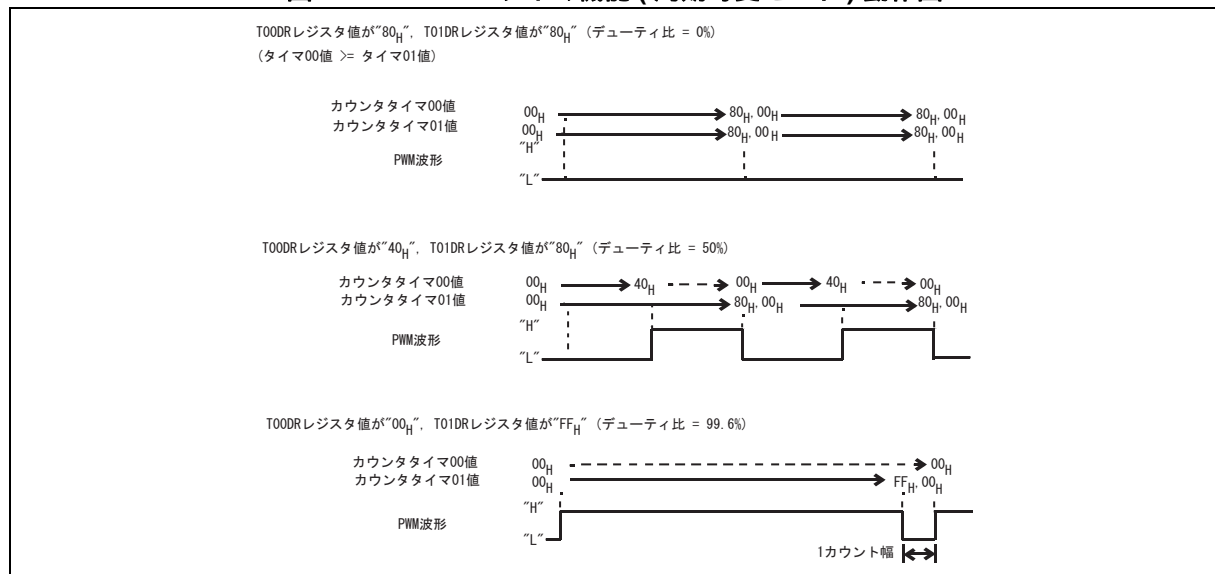 T00DRレジスタ値が"80H", T01DRレジスタ値が"80H" (デューティ比 = 0%)
(タイマ00値 >= タイマ01値)
カウンタタイマ00値 00H 80H,00H 80H,00H
カウンタタイマ01値 00H 80H,00H 80H,00H
"H"
PWM波形
"L"
T00DRレジスタ値が"40H", T01DRレジスタ値が"80H" (デューティ比 = 50%)
カウンタタイマ00値 00H 40H 00H 40H 00H
カウンタタイマ01値 00H 80H,00H 80H,00H
"H"
PWM波形
"L"
T00DRレジスタ値が"00H", T01DRレジスタ値が"FFH" (デューティ比 = 99.6%)
カウンタタイマ00値 00H 00H
カウンタタイマ01値 00H FFH,00H
"H"
PWM波形
"L"
1カウント幅